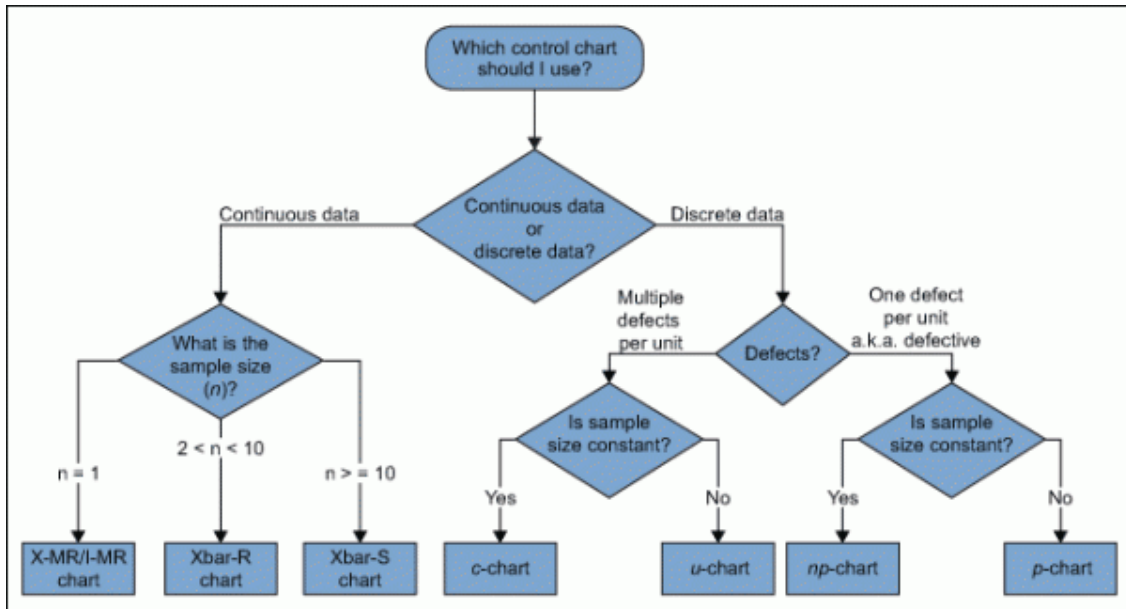 Which control chart
should I use?
Continuous data
Continuous data
or
discrete data?
Discrete data
What is the
sample size
(n)?
Multiple
defects
per unit
Defects?
One defect
per unit
a.k.a. defective
n = 1
2 < n < 10
n > = 10
Is sample
size constant?
Is sample
size constant?
Yes
No
Yes
No
X-MR/I-MR
chart
Xbar-R
chart
Xbar-S
chart
c-chart
u-chart
np-chart
p-chart